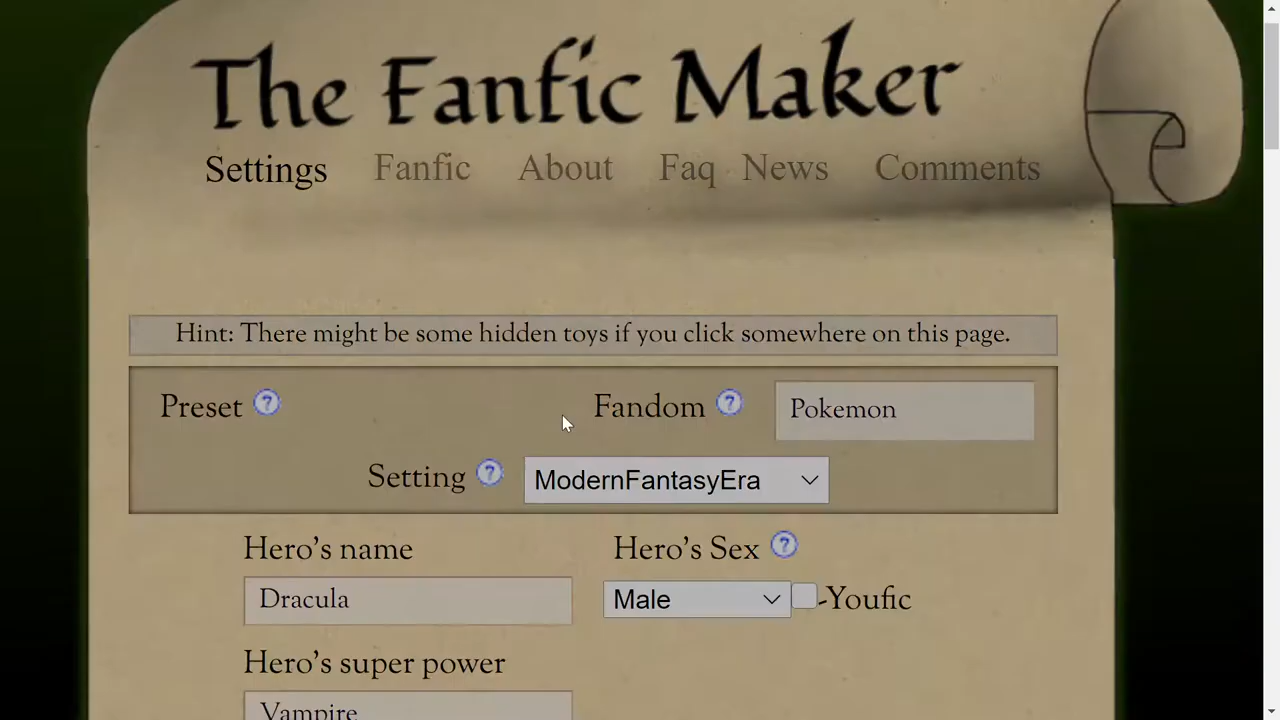 The Fanfic Maker
Settings Fanfic About Faq News Comments
Hint: There might be some hidden toys if you click somewhere on this page.
Preset ? Fandom ? Pokemon
Setting ? ModernFantasyEra
Hero's name Hero's Sex ?
Dracula Male -Youfic
Hero's super power
Vampire